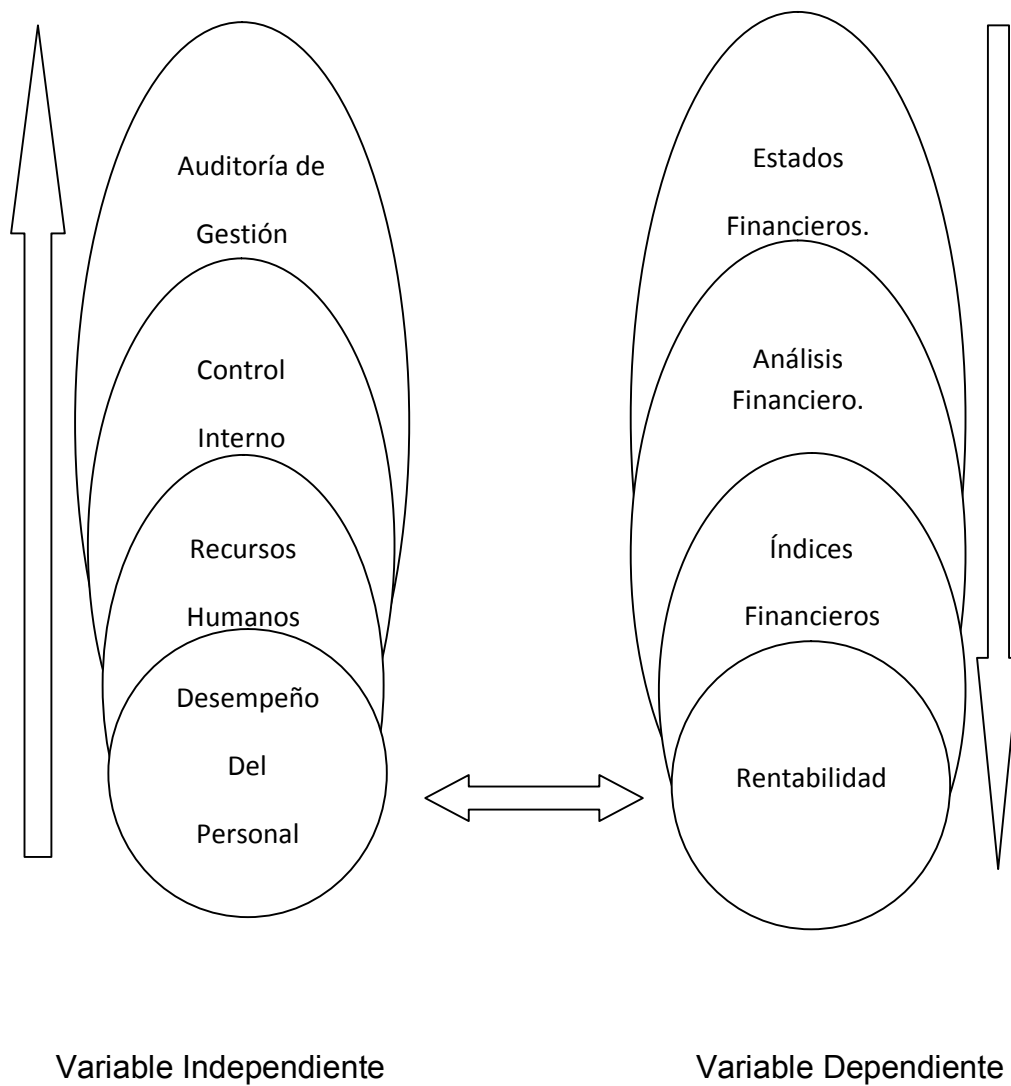 Auditoría de
Gestión
Control
Interno
Recursos
Humanos
Desempeño
Del
Personal
Variable Independiente
Estados
Financieros.
Análisis
Financiero.
Índices
Financieros
Rentabilidad
Variable Dependiente